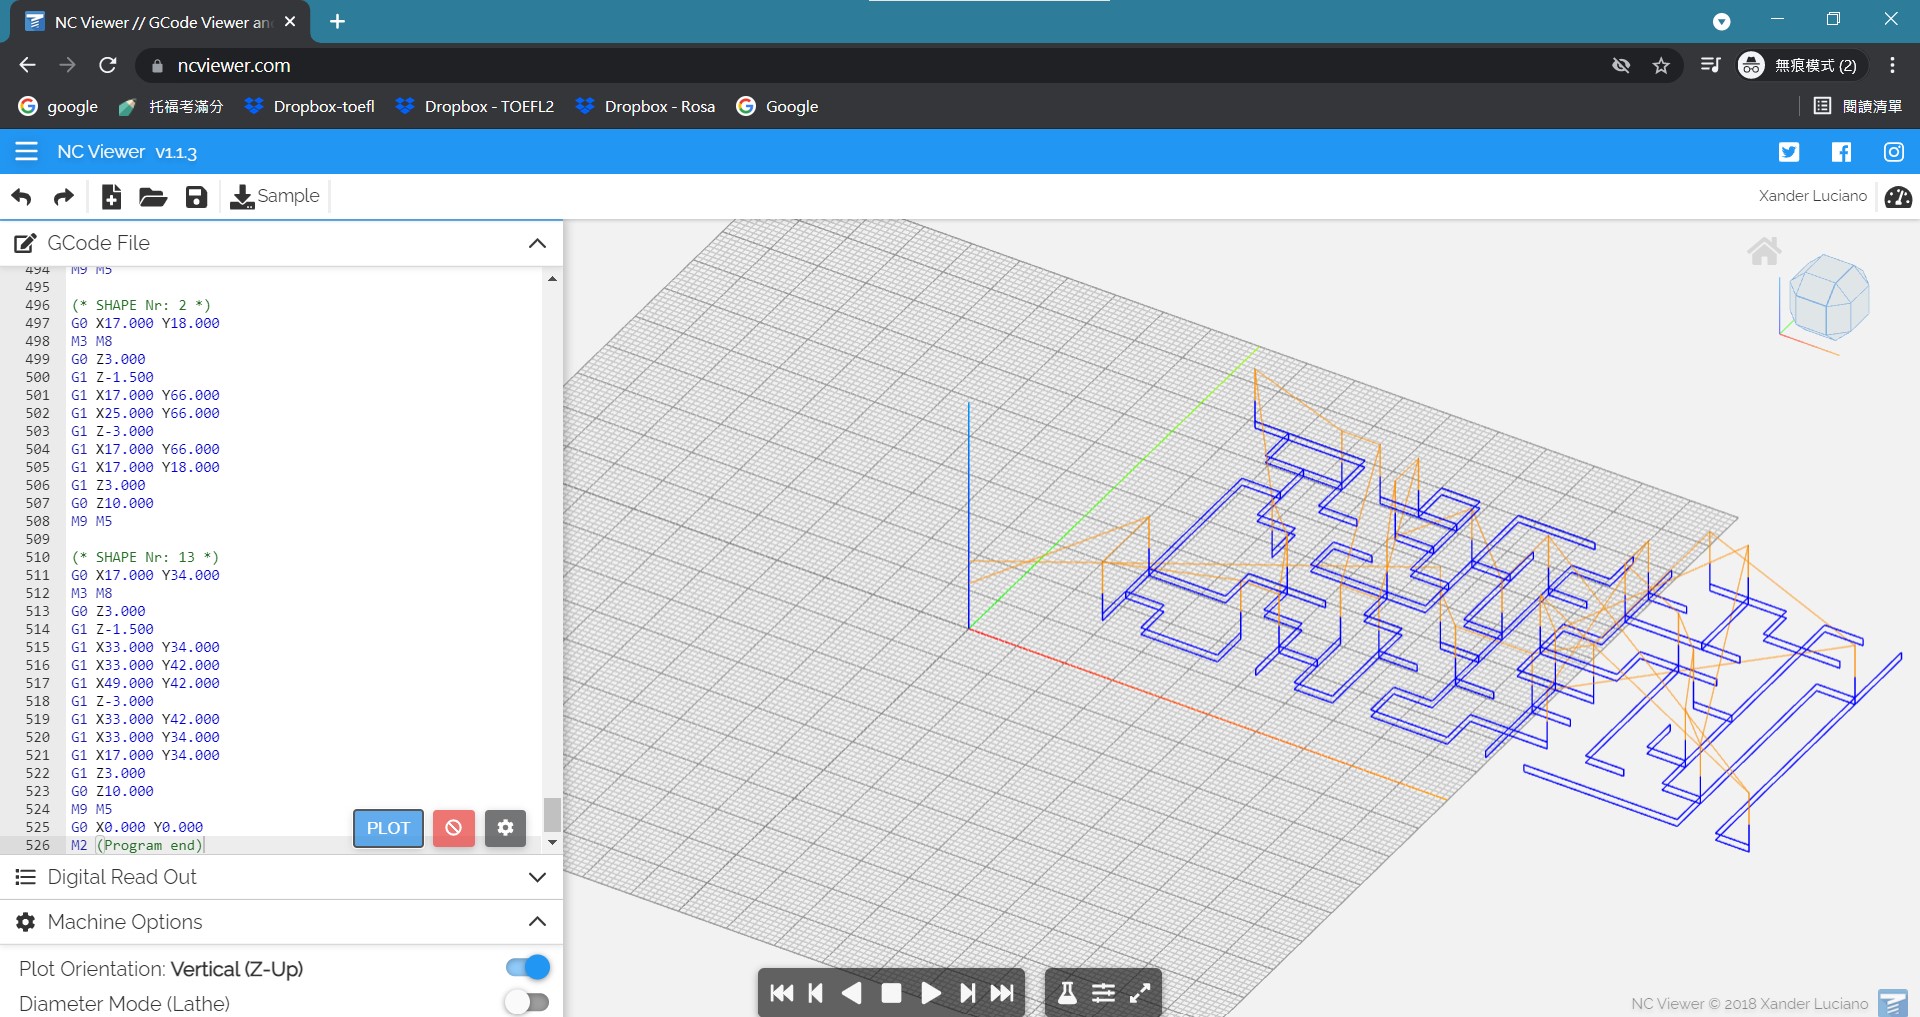 NC Viewer // GCode Viewer an
ncviewer.com
無痕模式 (2)
google
托福考滿分
Dropbox-toefl
Dropbox - TOEFL2
Dropbox - Rosa
Google
閱讀清單
NC Viewer v1.1.3
Sample
Xander Luciano
GCode File
494 M9 M5
495
496 (* SHAPE Nr: 2 *)
497 G0 X17.000 Y18.000
498 M3 M8
499 G0 Z3.000
500 G1 Z-1.500
501 G1 X17.000 Y66.000
502 G1 X25.000 Y66.000
503 G1 Z-3.000
504 G1 X17.000 Y66.000
505 G1 X17.000 Y18.000
506 G1 Z3.000
507 G0 Z10.000
508 M9 M5
509
510 (* SHAPE Nr: 13 *)
511 G0 X17.000 Y34.000
512 M3 M8
513 G0 Z3.000
514 G1 Z-1.500
515 G1 X33.000 Y34.000
516 G1 X33.000 Y42.000
517 G1 X49.000 Y42.000
518 G1 Z-3.000
519 G1 X33.000 Y42.000
520 G1 X33.000 Y34.000
521 G1 X17.000 Y34.000
522 G1 Z3.000
523 G0 Z10.000
524 M9 M5
525 G0 X0.000 Y0.000
526 M2 (Program end)
PLOT
Digital Read Out
Machine Options
Plot Orientation: Vertical (Z-Up)
Diameter Mode (Lathe)
NC Viewer © 2018 Xander Luciano